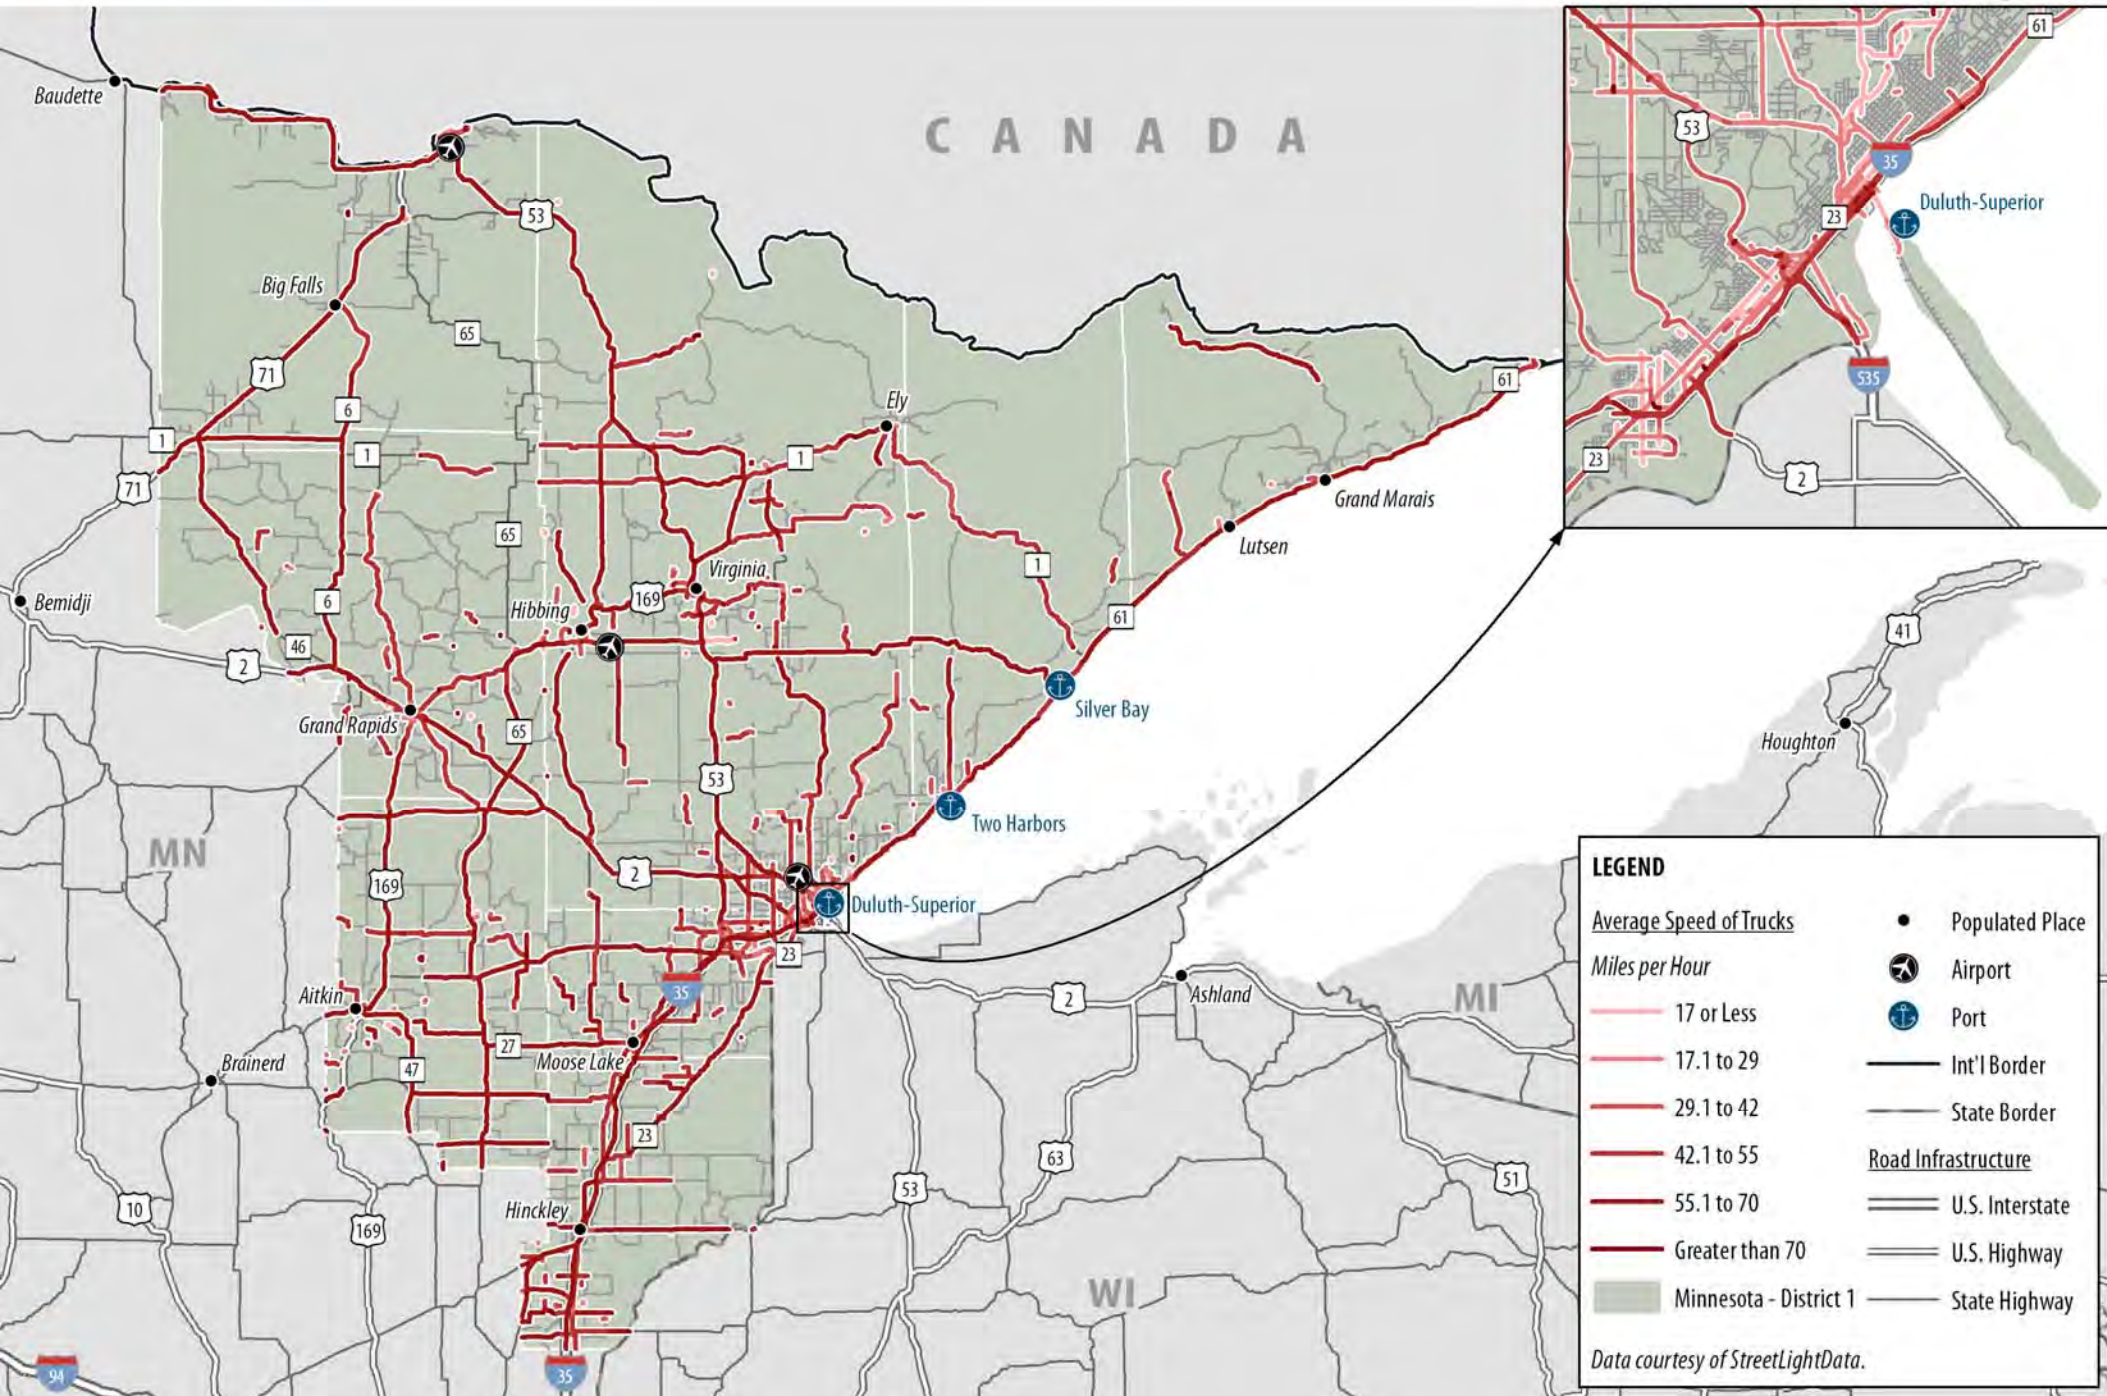 CANADA
Baudette
53
Big Falls
65
71
6
1
1
71
Ely
1
61
65
Grand Marais
Lutsen
1
Virginia
169
Hibbing
6
Bemidji
46
2
61
Grand Rapids
65
Silver Bay
53
Two Harbors
MN
169
2
Duluth-Superior
23
35
Aitkin
27
Moose Lake
47
Brainerd
23
2
Ashland
MI
63
53
51
10
169
Hinckley
WI
94
35
41
Houghton
61
53
35
23
Duluth-Superior
535
23
2
LEGEND
Average Speed of Trucks
Miles per Hour
17 or Less
17.1 to 29
29.1 to 42
42.1 to 55
55.1 to 70
Greater than 70
Minnesota - District 1
Populated Place
Airport
Port
Int'l Border
State Border
Road Infrastructure
U.S. Interstate
U.S. Highway
State Highway
Data courtesy of StreetLightData.